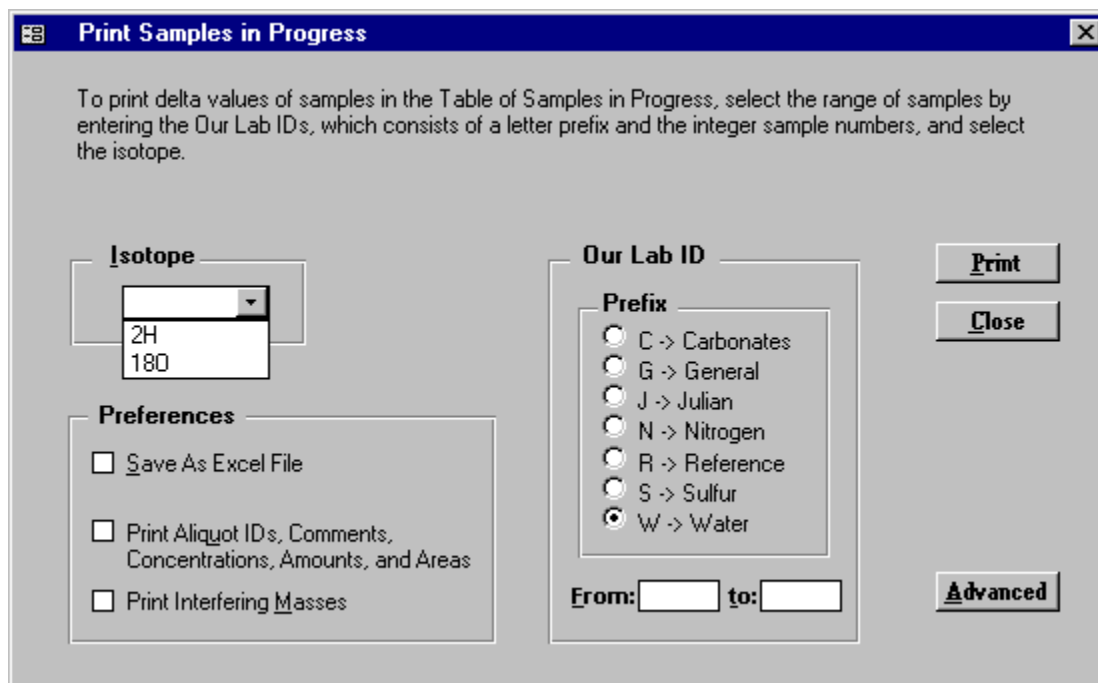 Print Samples in Progress
To print delta values of samples in the Table of Samples in Progress, select the range of samples by
entering the Our Lab IDs, which consists of a letter prefix and the integer sample numbers, and select
the isotope.
Isotope
2H
18O
Preferences
Save As Excel File
Print Aliquot IDs, Comments,
Concentrations, Amounts, and Areas
Print Interfering Masses
Our Lab ID
Prefix
C -> Carbonates
G -> General
J -> Julian
N -> Nitrogen
R -> Reference
S -> Sulfur
W -> Water
From: to:
Print
Close
Advanced